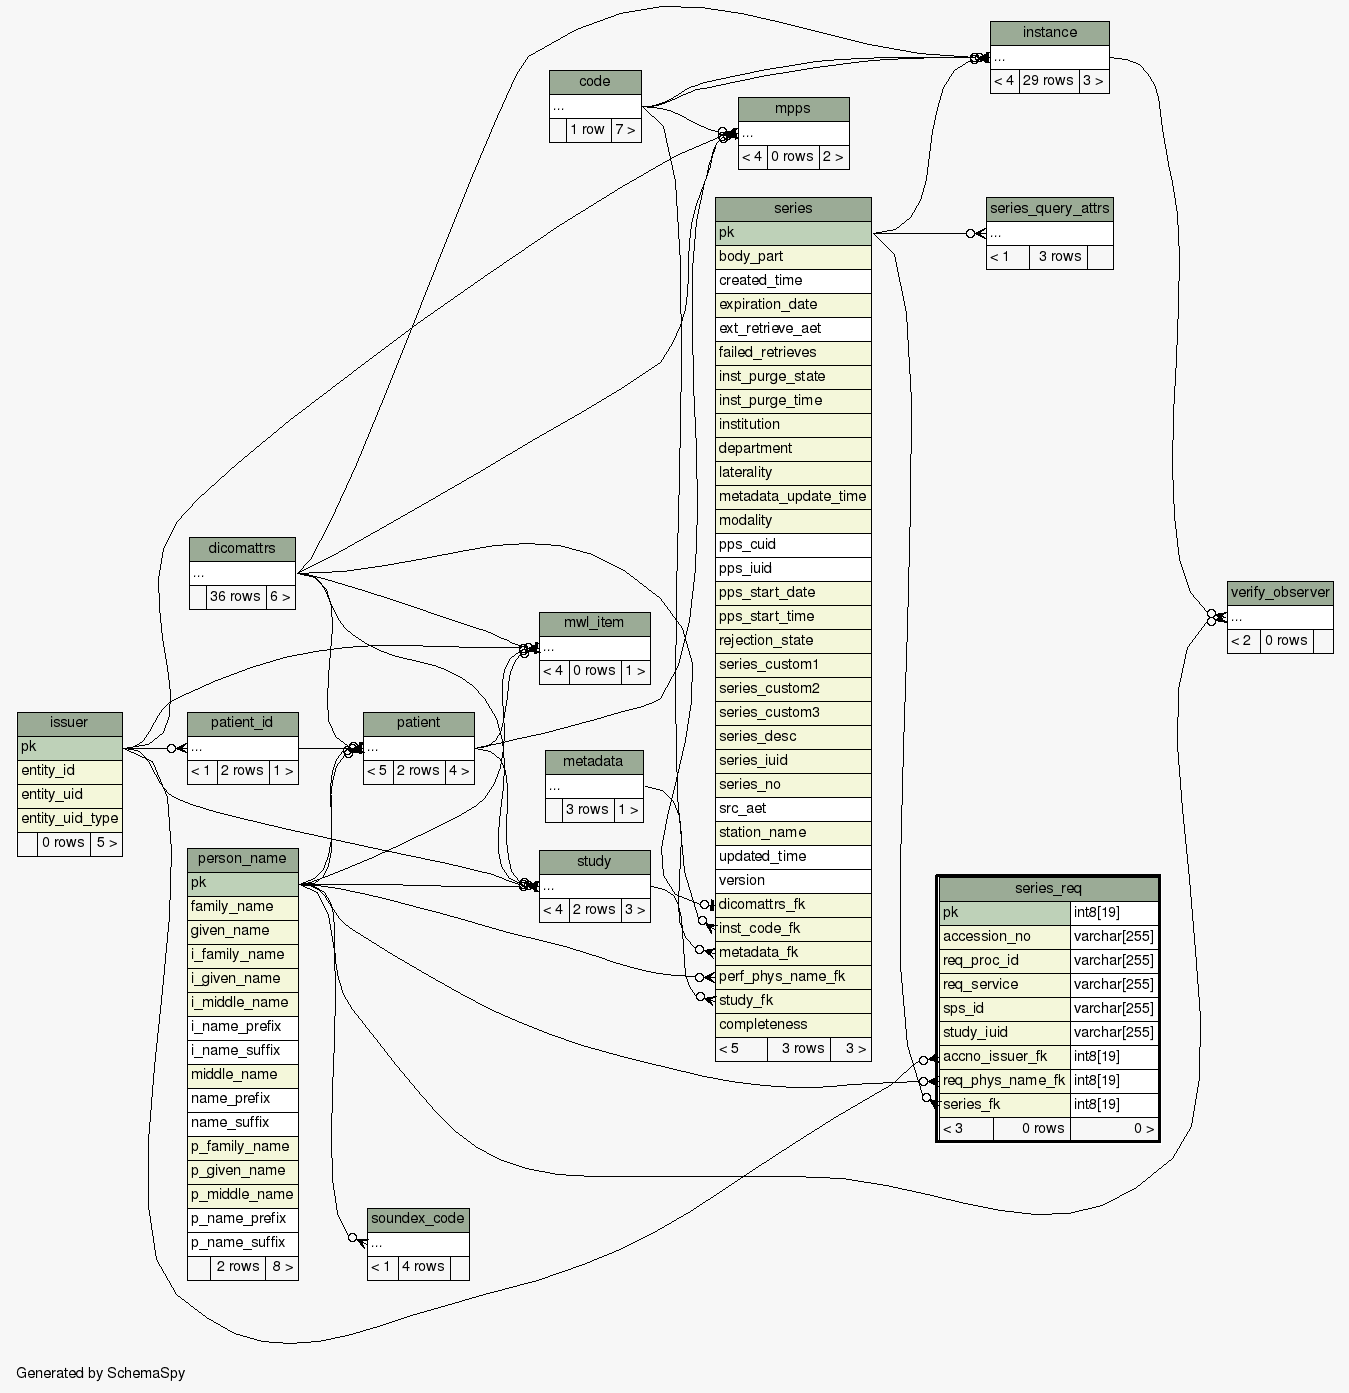 instance
...
< 4 29 rows 3 >
code
...
1 row 7 >
mpps
...
< 4 0 rows 2 >
series
pk
body_part
created_time
expiration_date
ext_retrieve_aet
failed_retrieves
inst_purge_state
inst_purge_time
institution
department
laterality
metadata_update_time
modality
pps_cuid
pps_iuid
pps_start_date
pps_start_time
rejection_state
series_custom1
series_custom2
series_custom3
series_desc
series_iuid
series_no
src_aet
station_name
updated_time
version
dicomattrs_fk
inst_code_fk
metadata_fk
perf_phys_name_fk
study_fk
completeness
< 5 3 rows 3 >
series_query_attrs
...
< 1 3 rows
dicomattrs
...
36 rows 6 >
verify_observer
...
< 2 0 rows
mwl_item
...
< 4 0 rows 1 >
issuer
pk
entity_id
entity_uid
entity_uid_type
0 rows 5 >
patient_id
...
< 1 2 rows 1 >
patient
...
< 5 2 rows 4 >
metadata
...
3 rows 1 >
person_name
pk
family_name
given_name
i_family_name
i_given_name
i_middle_name
i_name_prefix
i_name_suffix
middle_name
name_prefix
name_suffix
p_family_name
p_given_name
p_middle_name
p_name_prefix
p_name_suffix
2 rows 8 >
study
...
< 4 2 rows 3 >
series_req
pk int8[19]
accession_no varchar[255]
req_proc_id varchar[255]
req_service varchar[255]
sps_id varchar[255]
study_iuid varchar[255]
accno_issuer_fk int8[19]
req_phys_name_fk int8[19]
series_fk int8[19]
< 3 0 rows 0 >
soundex_code
...
< 1 4 rows
Generated by SchemaSpy